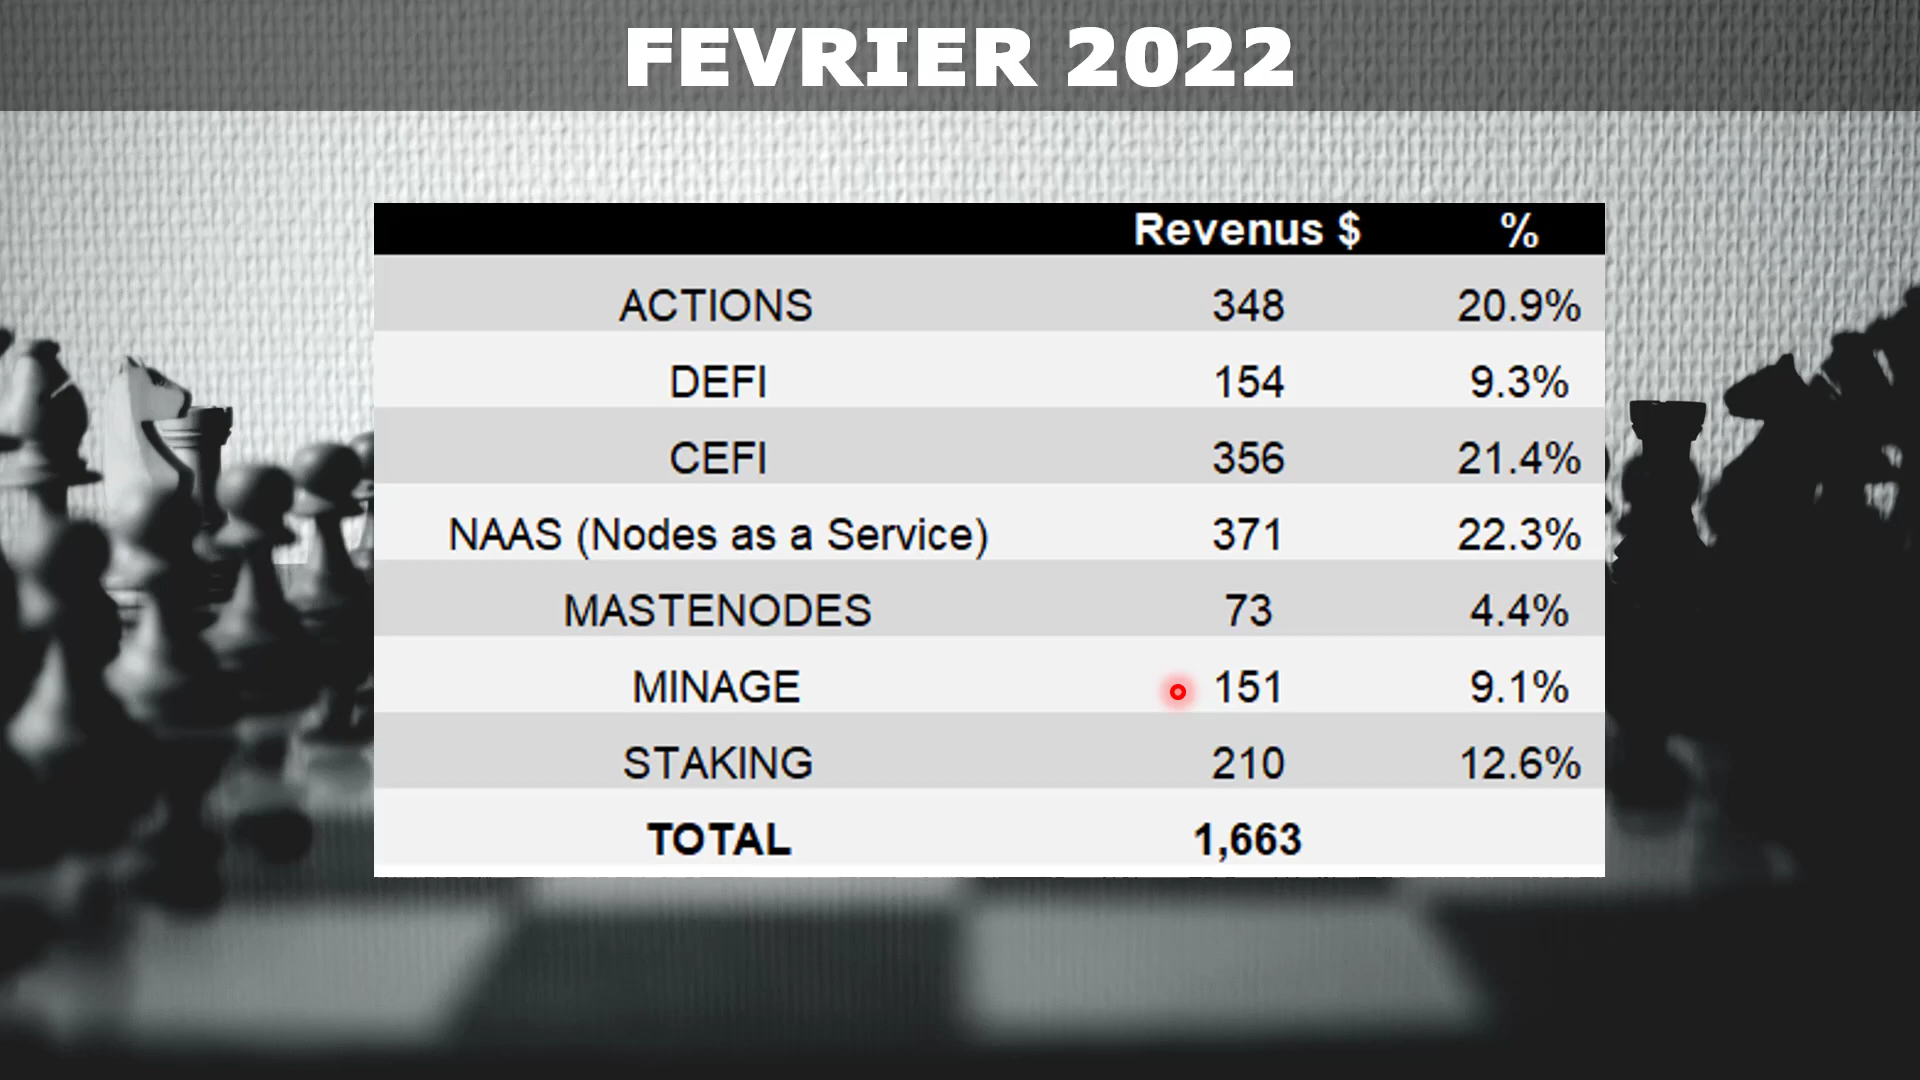 FEVRIER 2022
Revenus $ %
ACTIONS 348 20.9%
DEFI 154 9.3%
CEFI 356 21.4%
NAAS (Nodes as a Service) 371 22.3%
MASTENODES 73 4.4%
MINAGE 151 9.1%
STAKING 210 12.6%
TOTAL 1,663